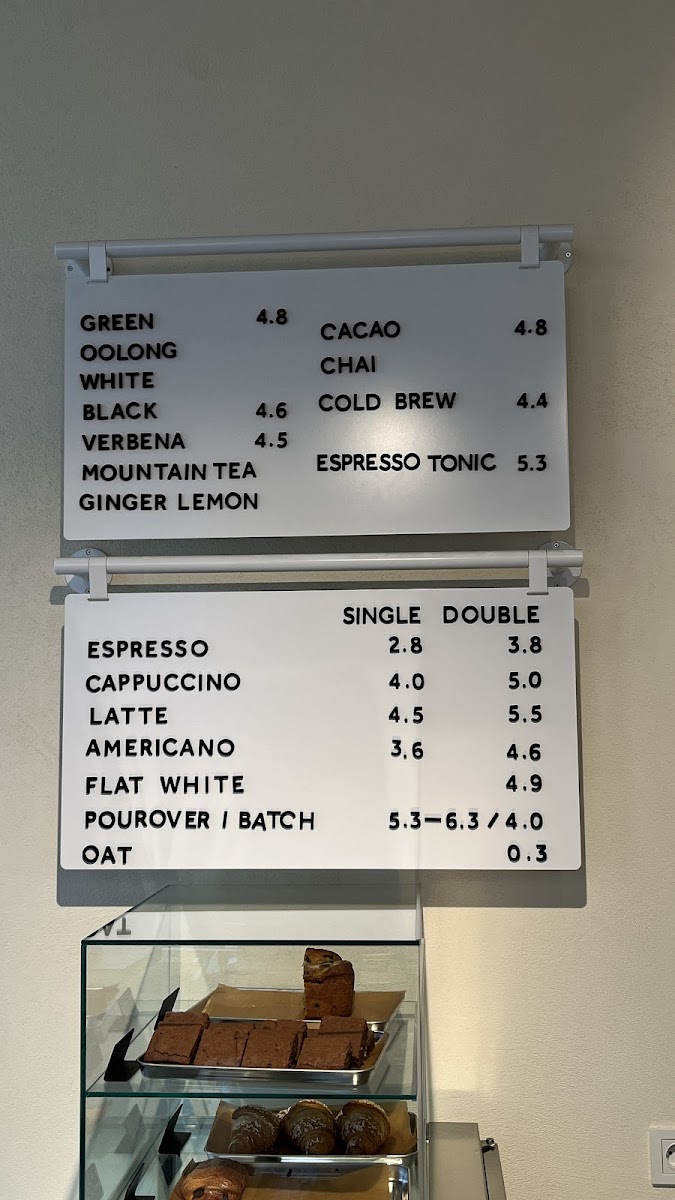 GREEN 4.8
OOLONG
WHITE
BLACK 4.6
VERBENA 4.5
MOUNTAIN TEA
GINGER LEMON
CACAO 4.8
CHAI
COLD BREW 4.4
ESPRESSO TONIC 5.3
SINGLE DOUBLE
ESPRESSO 2.8 3.8
CAPPUCCINO 4.0 5.0
LATTE 4.5 5.5
AMERICANO 3.6 4.6
FLAT WHITE 4.9
POUROVER / BATCH 5.3-6.3 / 4.0
OAT 0.3